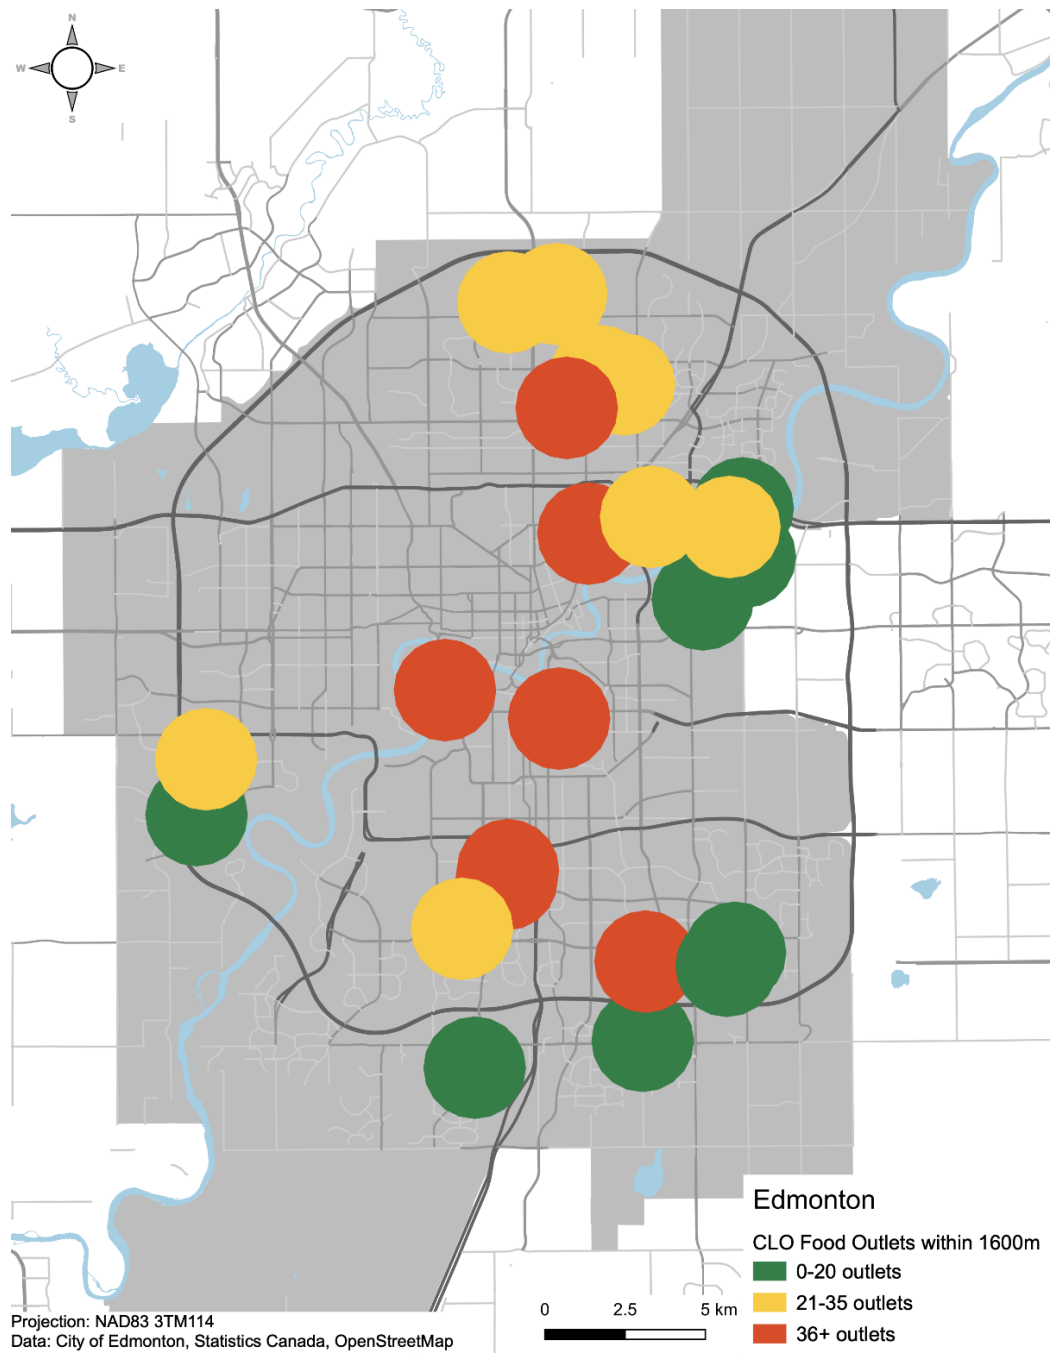 N
W E
S
Edmonton
CLO Food Outlets within 1600m
0-20 outlets
21-35 outlets
36+ outlets
0 2.5 5 km
Projection: NAD83 3TM114
Data: City of Edmonton, Statistics Canada, OpenStreetMap